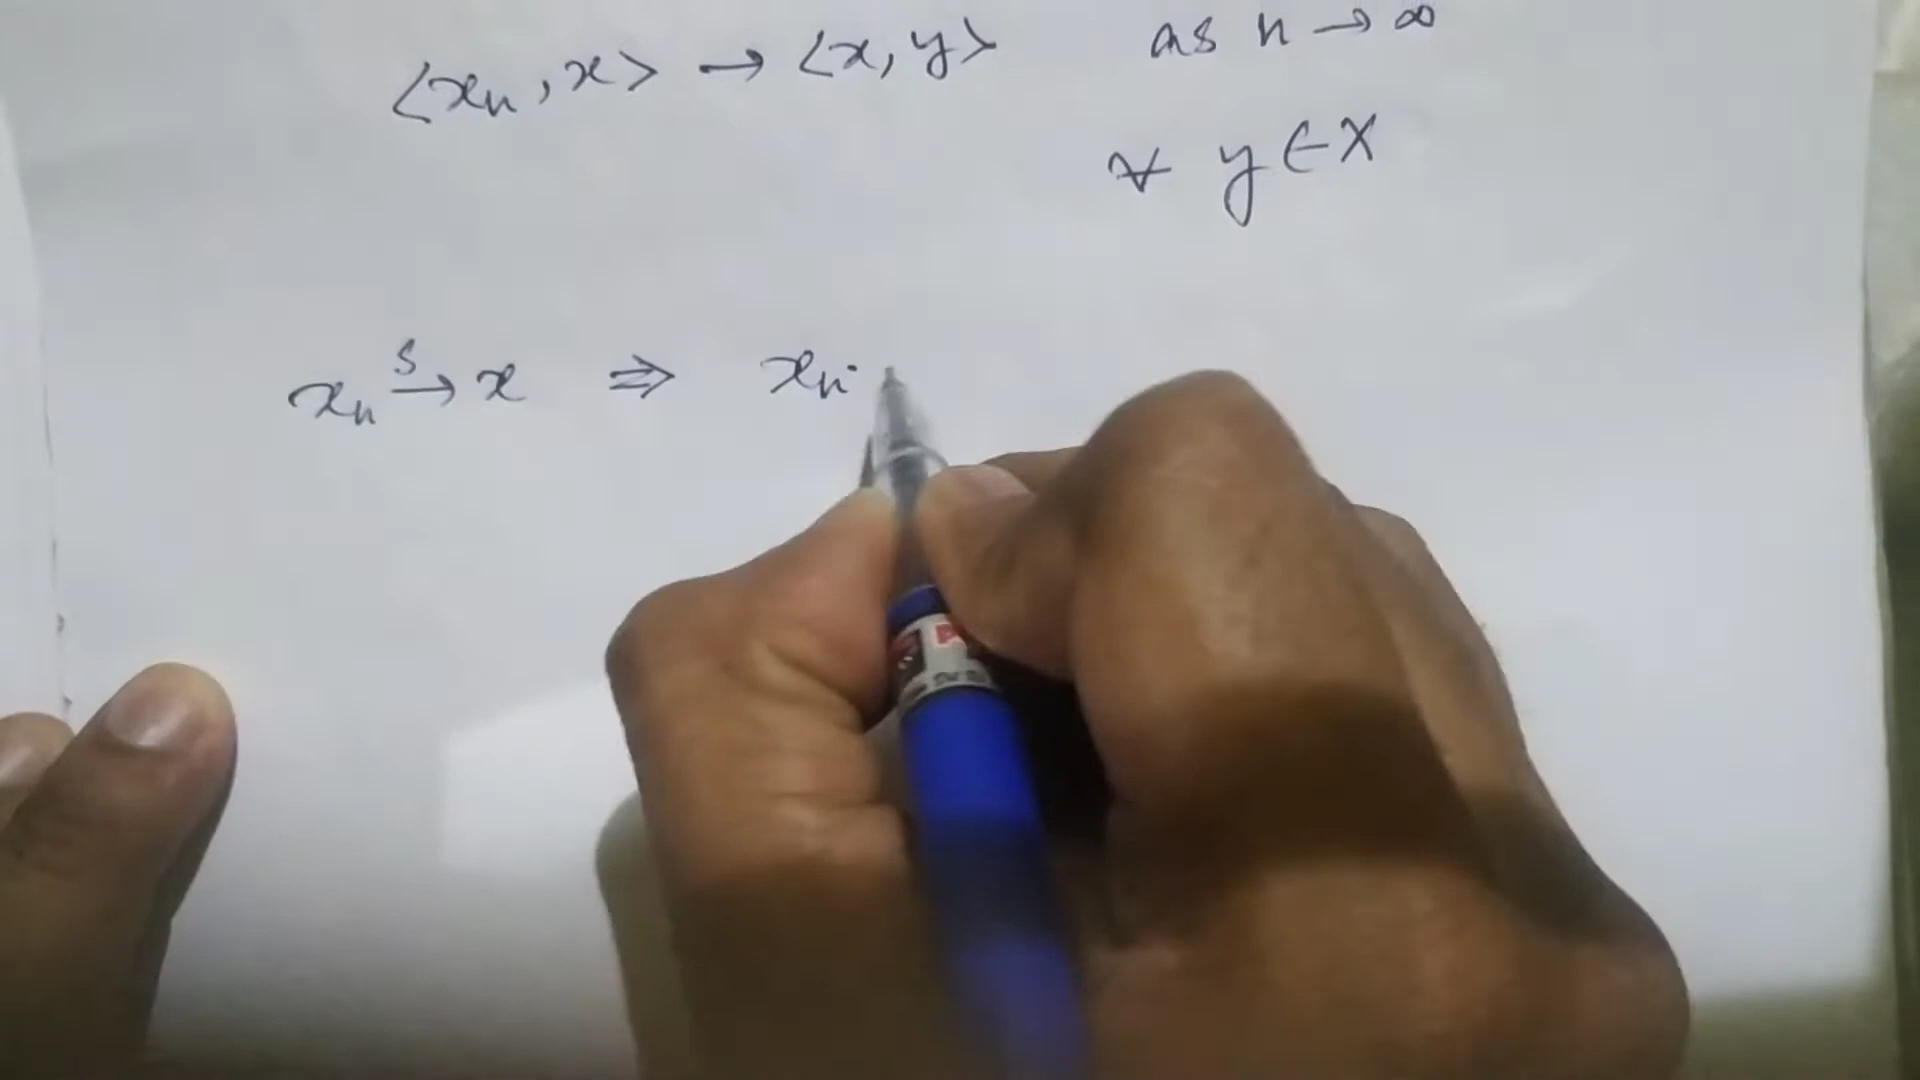 ⟨xₙ, x⟩ → ⟨x, y⟩ as n → ∞
∀ y ∈ X
xₙ →ˢ x ⇒ xₙ